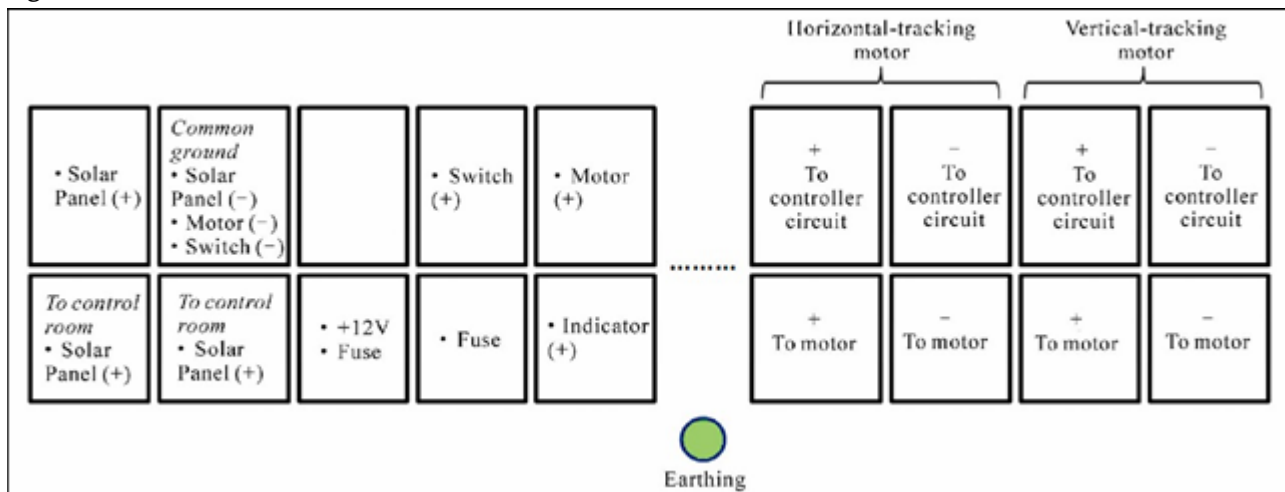 Horizontal-tracking
motor
Vertical-tracking
motor
• Solar
Panel (+)
Common
ground
• Solar
Panel (−)
• Motor (−)
• Switch (−)
• Switch
(+)
• Motor
(+)
+
To
controller
circuit
−
To
controller
circuit
+
To
controller
circuit
−
To
controller
circuit
.........
To control
room
• Solar
Panel (+)
To control
room
• Solar
Panel (+)
• +12V
• Fuse
• Fuse
• Indicator
(+)
+
To motor
−
To motor
+
To motor
−
To motor
Earthing